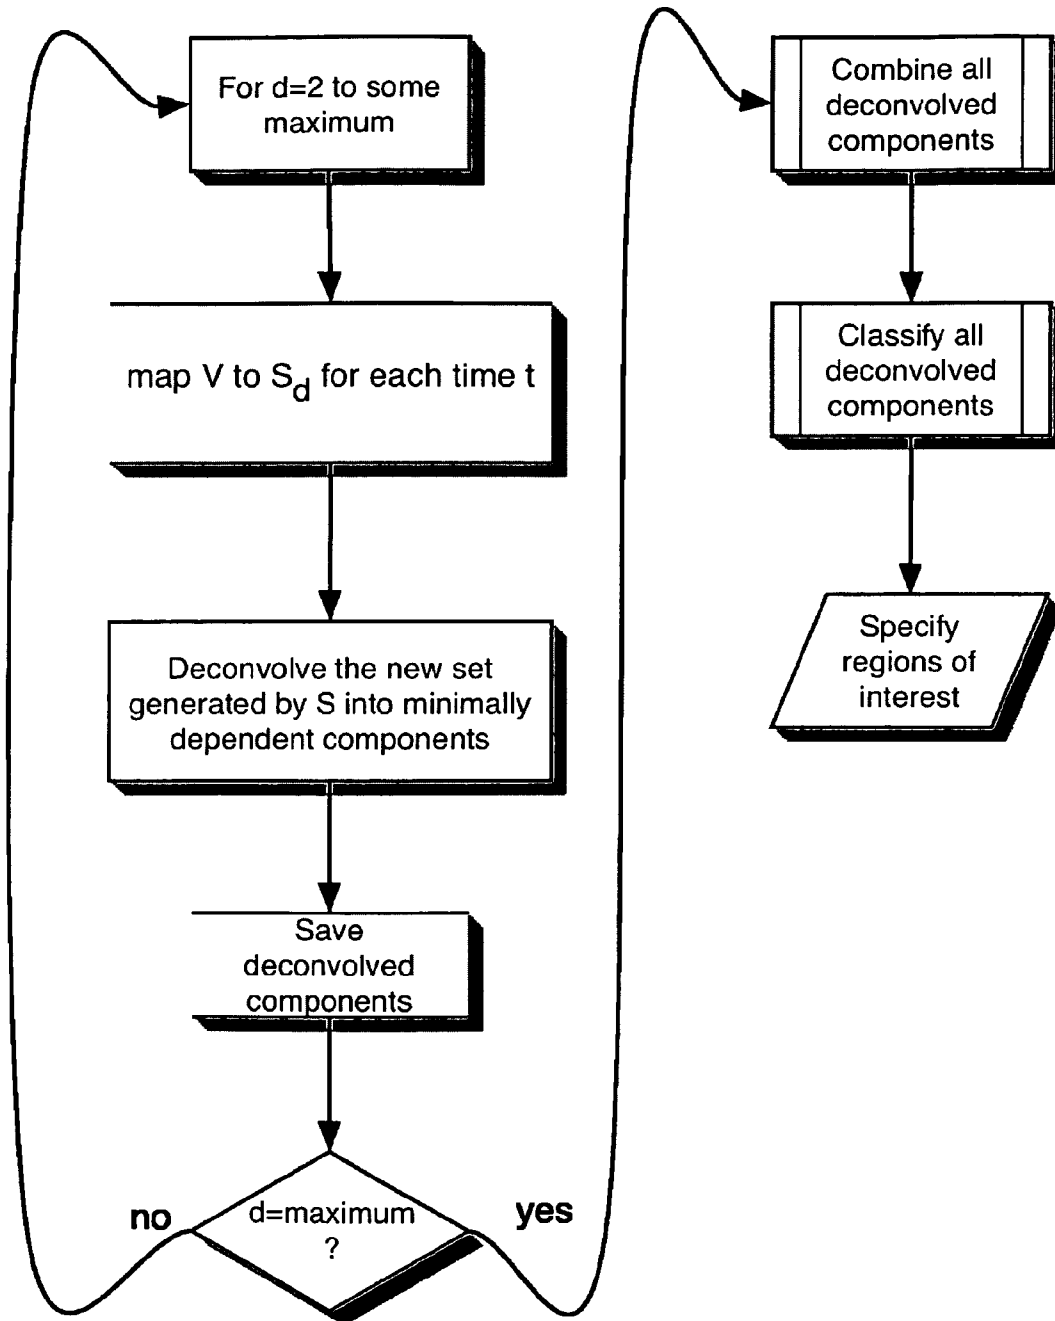 For d=2 to some
maximum
map V to S_d for each time t
Deconvolve the new set
generated by S into minimally
dependent components
Save
deconvolved
components
d=maximum
?
no
yes
Combine all
deconvolved
components
Classify all
deconvolved
components
Specify
regions of
interest